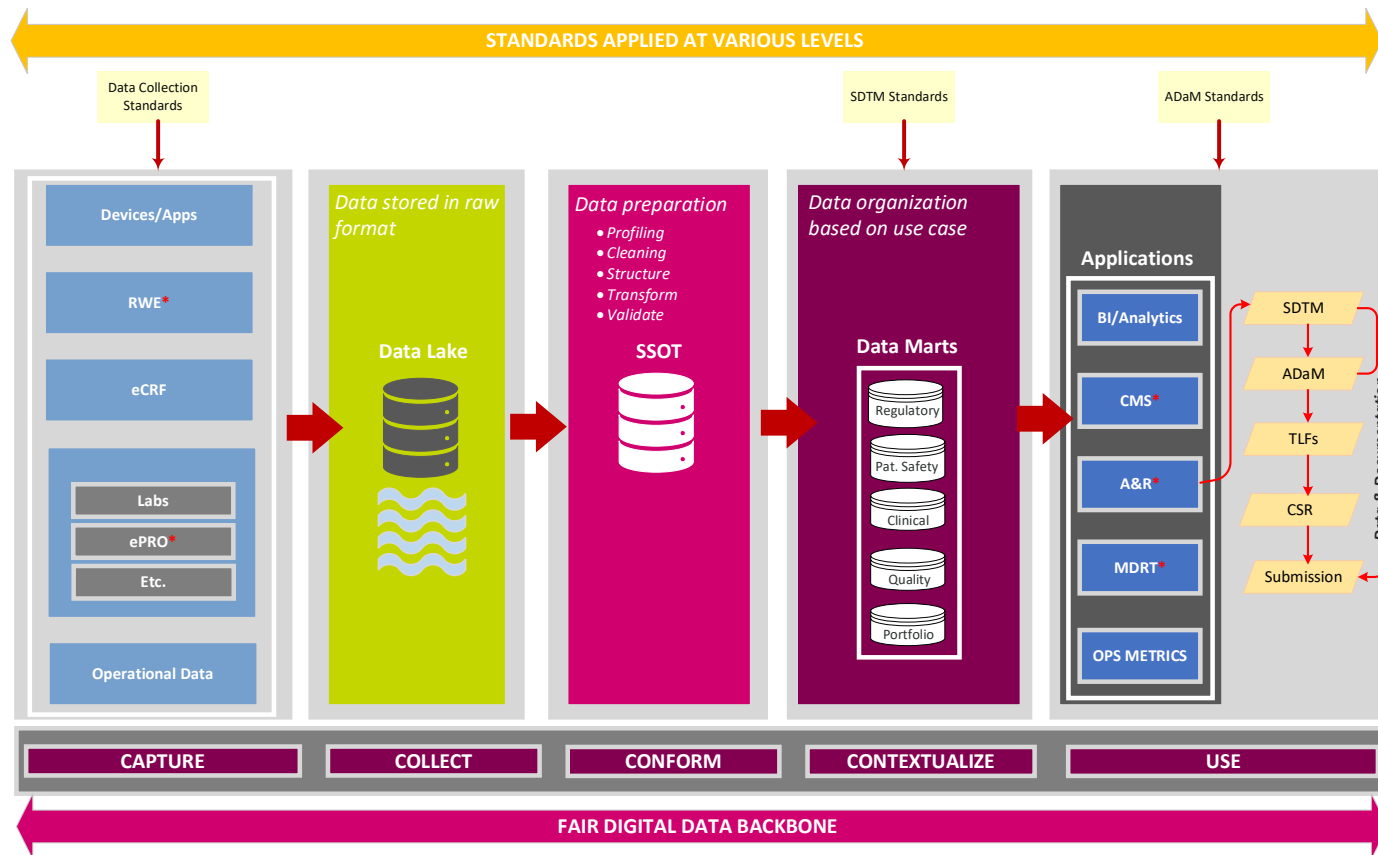 STANDARDS APPLIED AT VARIOUS LEVELS
Data Collection
Standards
SDTM Standards
ADaM Standards
Devices/Apps
RWE*
eCRF
Labs
ePRO*
Etc.
Operational Data
Data stored in raw
format
Data Lake
Data preparation
• Profiling
• Cleaning
• Structure
• Transform
• Validate
SSOT
Data organization
based on use case
Data Marts
Regulatory
Pat. Safety
Clinical
Quality
Portfolio
Applications
BI/Analytics
CMS*
A&R*
MDRT*
OPS METRICS
SDTM
ADaM
TLFs
CSR
Submission
CAPTURE
COLLECT
CONFORM
CONTEXTUALIZE
USE
FAIR DIGITAL DATA BACKBONE